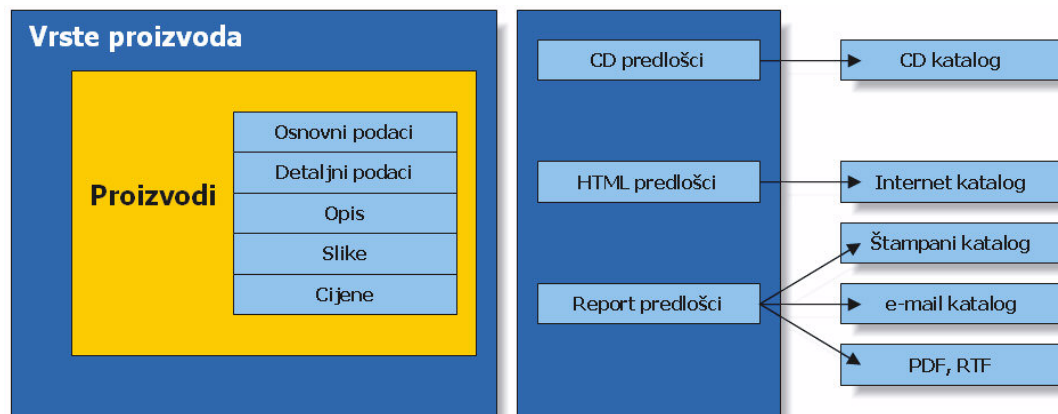 Vrste proizvoda
Proizvodi
Osnovni podaci
Detaljni podaci
Opis
Slike
Cijene
CD predlošci
HTML predlošci
Report predlošci
CD katalog
Internet katalog
Štampani katalog
e-mail katalog
PDF, RTF